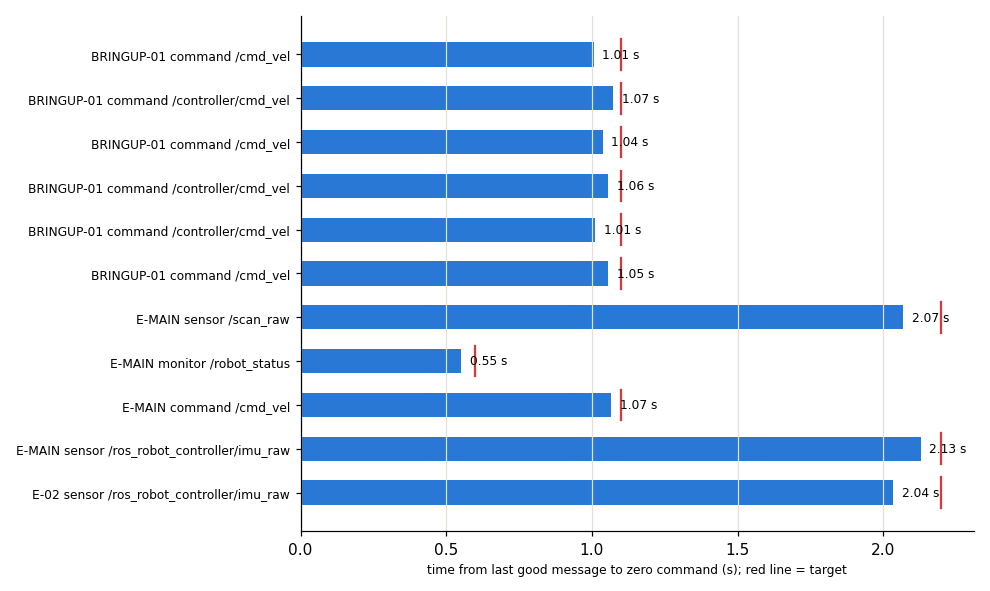 BRINGUP-01 command /cmd_vel 1.01 s
BRINGUP-01 command /controller/cmd_vel 1.07 s
BRINGUP-01 command /cmd_vel 1.04 s
BRINGUP-01 command /controller/cmd_vel 1.06 s
BRINGUP-01 command /controller/cmd_vel 1.01 s
BRINGUP-01 command /cmd_vel 1.05 s
E-MAIN sensor /scan_raw 2.07 s
E-MAIN monitor /robot_status 0.55 s
E-MAIN command /cmd_vel 1.07 s
E-MAIN sensor /ros_robot_controller/imu_raw 2.13 s
E-02 sensor /ros_robot_controller/imu_raw 2.04 s
0.0 0.5 1.0 1.5 2.0
time from last good message to zero command (s); red line = target